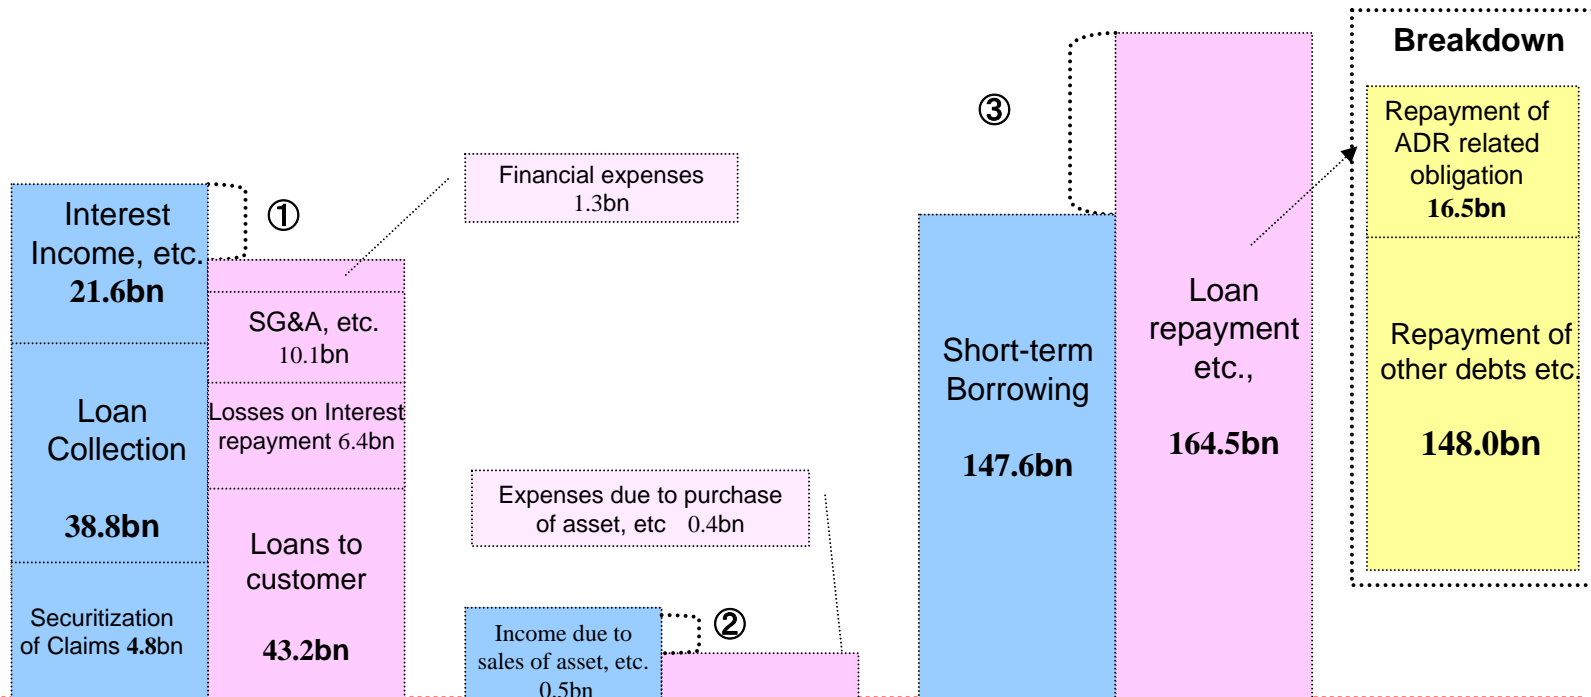 Interest
Income, etc.
21.6bn
Loan
Collection
38.8bn
Securitization
of Claims 4.8bn
①
SG&A, etc.
10.1bn
Losses on Interest
repayment 6.4bn
Loans to
customer
43.2bn
Financial expenses
1.3bn
Income due to
sales of asset, etc.
0.5bn
②
Expenses due to purchase
of asset, etc 0.4bn
Short-term
Borrowing
147.6bn
③
Loan
repayment
etc.,
164.5bn
Breakdown
Repayment of
ADR related
obligation
16.5bn
Repayment of
other debts etc.
148.0bn